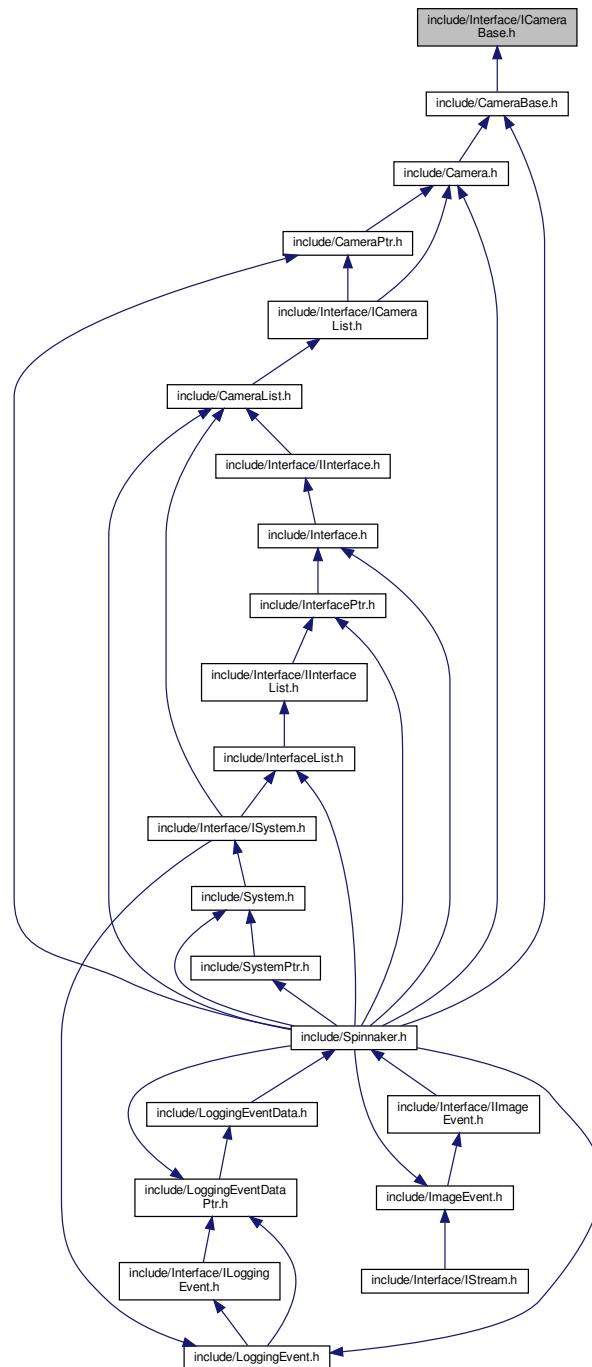 include/Interface/ICamera
Base.h
include/CameraBase.h
include/Camera.h
include/CameraPtr.h
include/Interface/ICamera
List.h
include/CameraList.h
include/Interface/IInterface.h
include/Interface.h
include/InterfacePtr.h
include/Interface/IInterface
List.h
include/InterfaceList.h
include/Interface/ISystem.h
include/System.h
include/SystemPtr.h
include/Spinnaker.h
include/LoggingEventData.h
include/Interface/IImage
Event.h
include/LoggingEventData
Ptr.h
include/ImageEvent.h
include/Interface/ILogging
Event.h
include/Interface/IStream.h
include/LoggingEvent.h